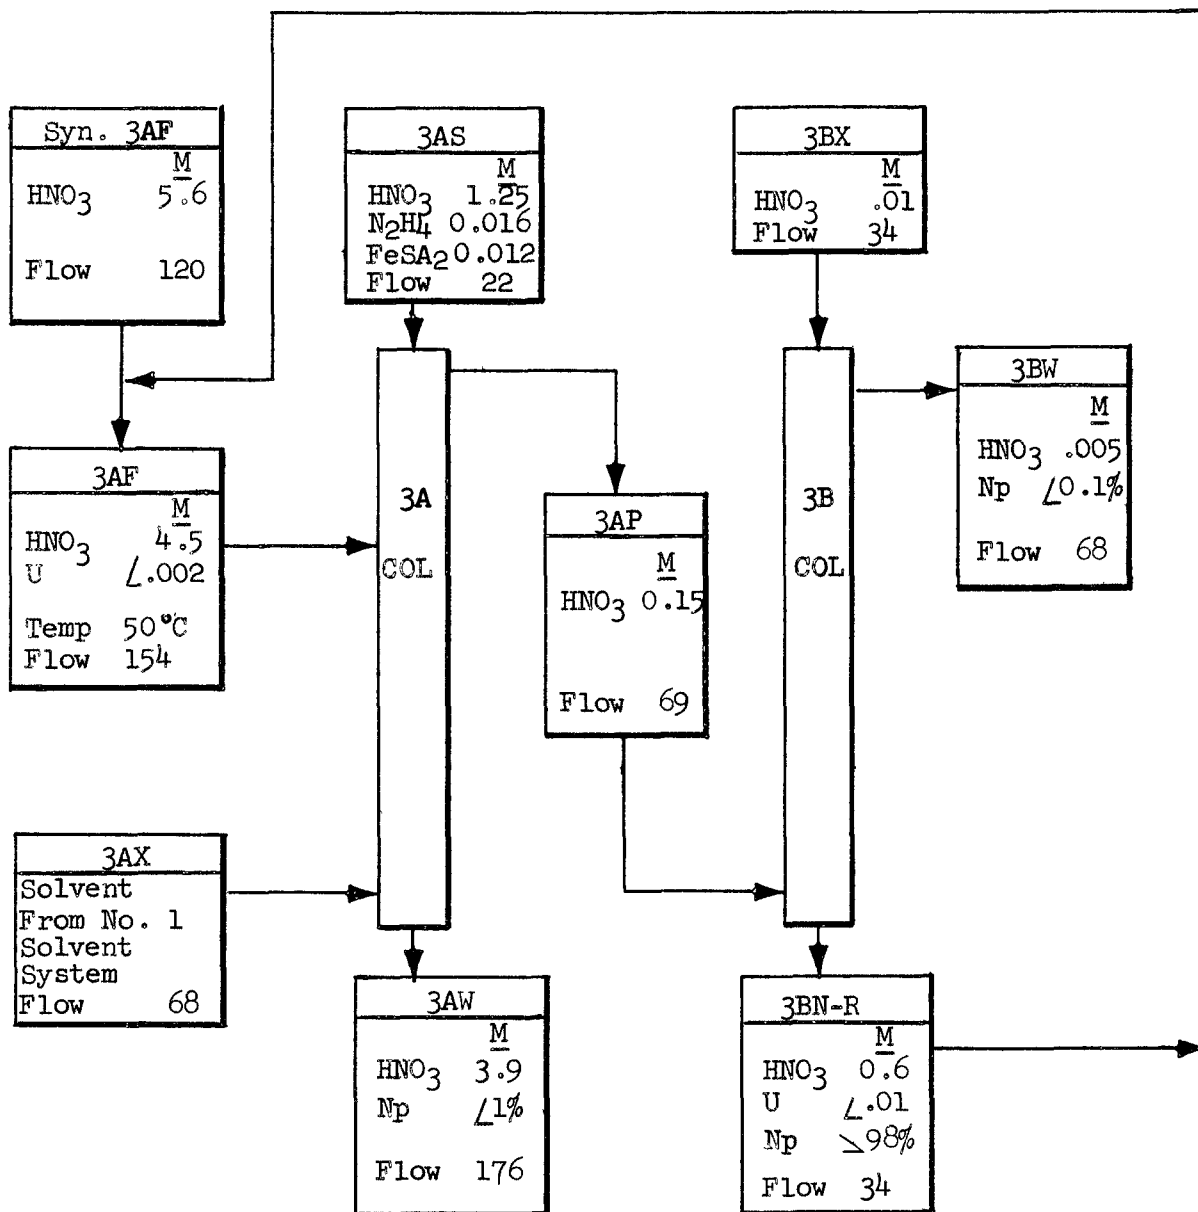 Syn. 3AF
M
HNO3 5.6
Flow 120
3AS
M
HNO3 1.25
N2H4 0.016
FeSA2 0.012
Flow 22
3BX
M
HNO3 .01
Flow 34
3AF
M
HNO3 4.5
U ∠.002
Temp 50°C
Flow 154
3A
COL
3AP
M
HNO3 0.15
Flow 69
3B
COL
3BW
M
HNO3 .005
Np ∠0.1%
Flow 68
3AX
Solvent
From No. 1
Solvent
System
Flow 68
3AW
M
HNO3 3.9
Np ∠1%
Flow 176
3BN-R
M
HNO3 0.6
U ∠.01
Np >98%
Flow 34